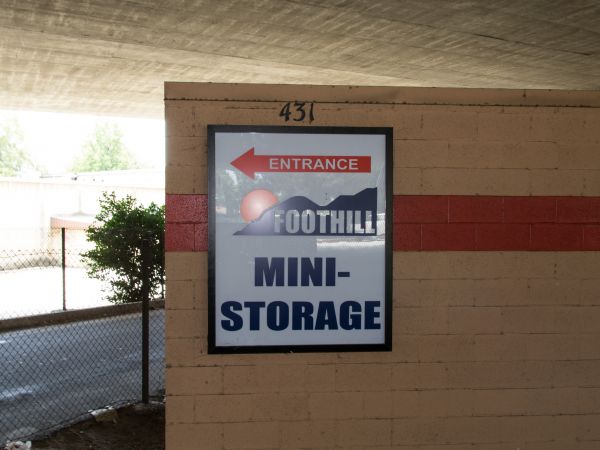 431
ENTRANCE
FOOTHILL
MINI-
STORAGE